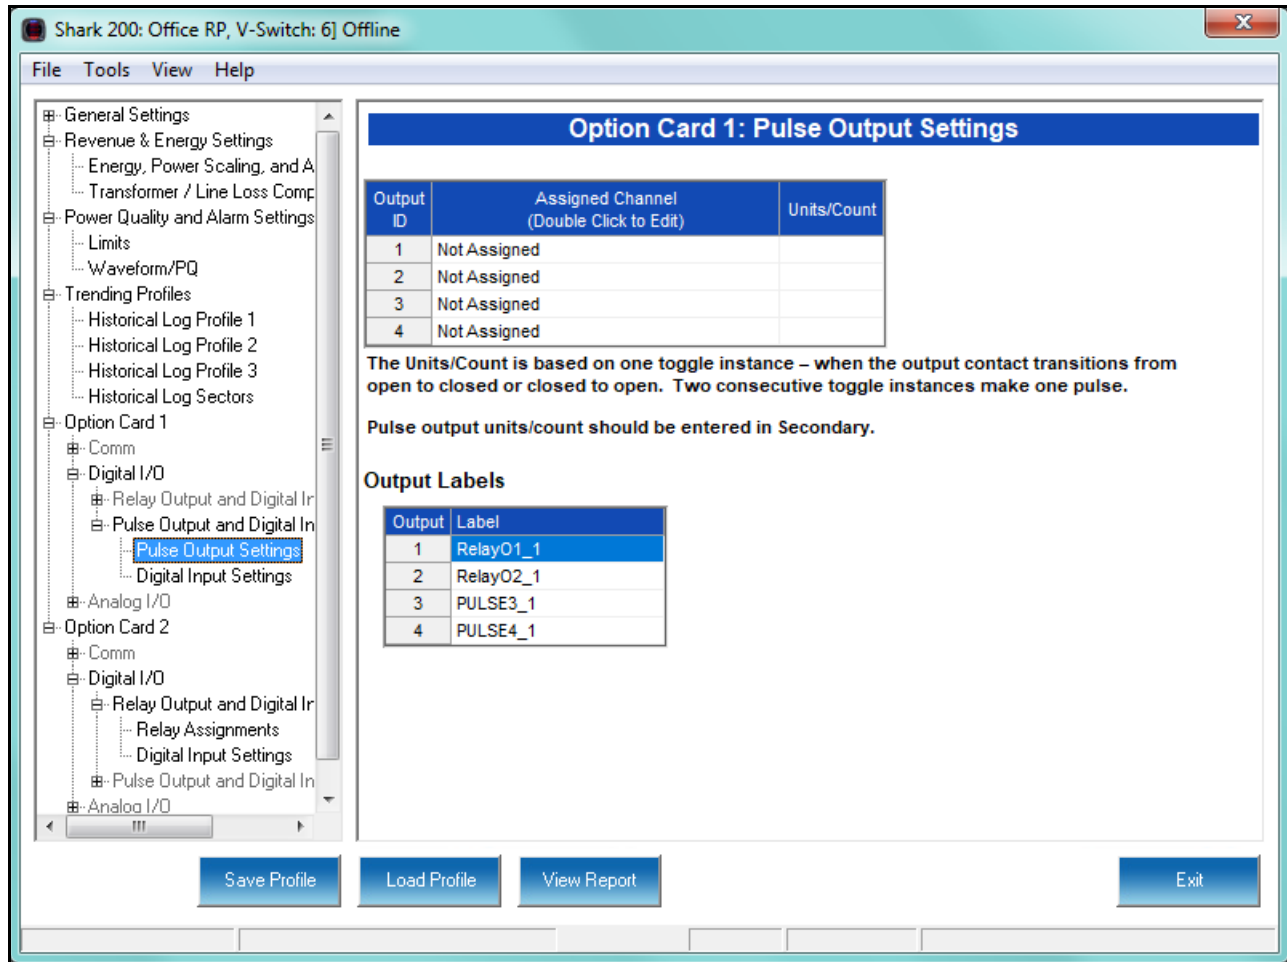 Shark 200: Office RP, V-Switch: 6] Offline
X
File Tools View Help
General Settings
Revenue & Energy Settings
Energy, Power Scaling, and A
Transformer / Line Loss Comp
Power Quality and Alarm Settings
Limits
Waveform/PQ
Trending Profiles
Historical Log Profile 1
Historical Log Profile 2
Historical Log Profile 3
Historical Log Sectors
Option Card 1
Comm
Digital I/O
Relay Output and Digital Ir
Pulse Output and Digital In
Pulse Output Settings
Digital Input Settings
Analog I/O
Option Card 2
Comm
Digital I/O
Relay Output and Digital Ir
Relay Assignments
Digital Input Settings
Pulse Output and Digital In
Analog I/O
Option Card 1: Pulse Output Settings
Output ID Assigned Channel (Double Click to Edit) Units/Count
1 Not Assigned
2 Not Assigned
3 Not Assigned
4 Not Assigned
The Units/Count is based on one toggle instance – when the output contact transitions from
open to closed or closed to open. Two consecutive toggle instances make one pulse.
Pulse output units/count should be entered in Secondary.
Output Labels
Output Label
1 RelayO1_1
2 RelayO2_1
3 PULSE3_1
4 PULSE4_1
Save Profile Load Profile View Report Exit